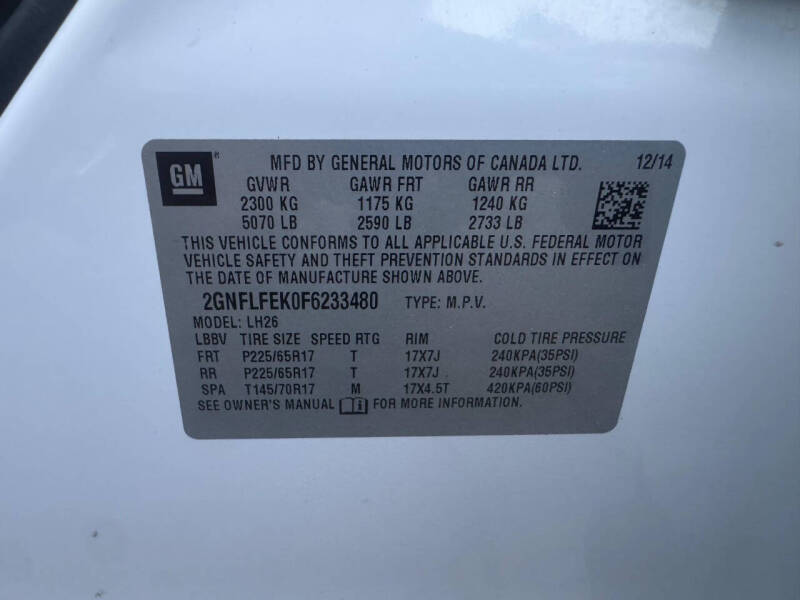 GM® MFD BY GENERAL MOTORS OF CANADA LTD. 12/14
GVWR GAWR FRT GAWR RR
2300 KG 1175 KG 1240 KG
5070 LB 2590 LB 2733 LB
THIS VEHICLE CONFORMS TO ALL APPLICABLE U.S. FEDERAL MOTOR
VEHICLE SAFETY AND THEFT PREVENTION STANDARDS IN EFFECT ON
THE DATE OF MANUFACTURE SHOWN ABOVE.
2GNFLFEK0F6233480 TYPE: M.P.V.
MODEL: LH26
LBBV TIRE SIZE SPEED RTG RIM COLD TIRE PRESSURE
FRT P225/65R17 T 17X7J 240KPA(35PSI)
RR P225/65R17 T 17X7J 240KPA(35PSI)
SPA T145/70R17 M 17X4.5T 420KPA(60PSI)
SEE OWNER'S MANUAL FOR MORE INFORMATION.